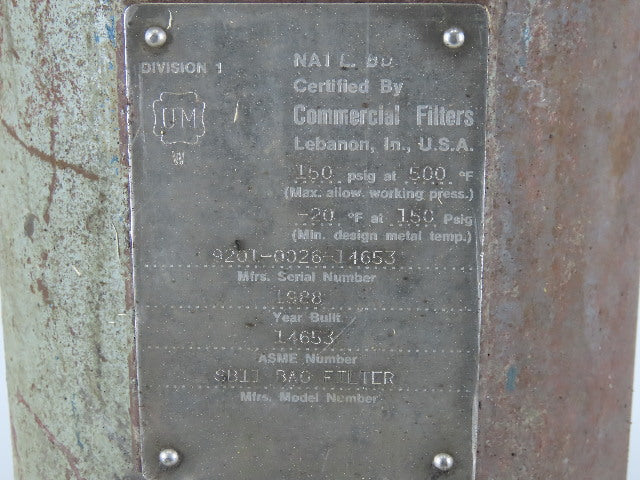 NAT'L. BD.
DIVISION 1
Certified By
UM
Commercial Filters
W
Lebanon, In., U.S.A.
150 psig at 500 °F
(Max. allow. working press.)
-20 °F at 150 Psig
(Min. design metal temp.)
9201-0026-14653
Mfrs. Serial Number
1988
Year Built
14653
ASME Number
SB11 BAG FILTER
Mfrs. Model Number